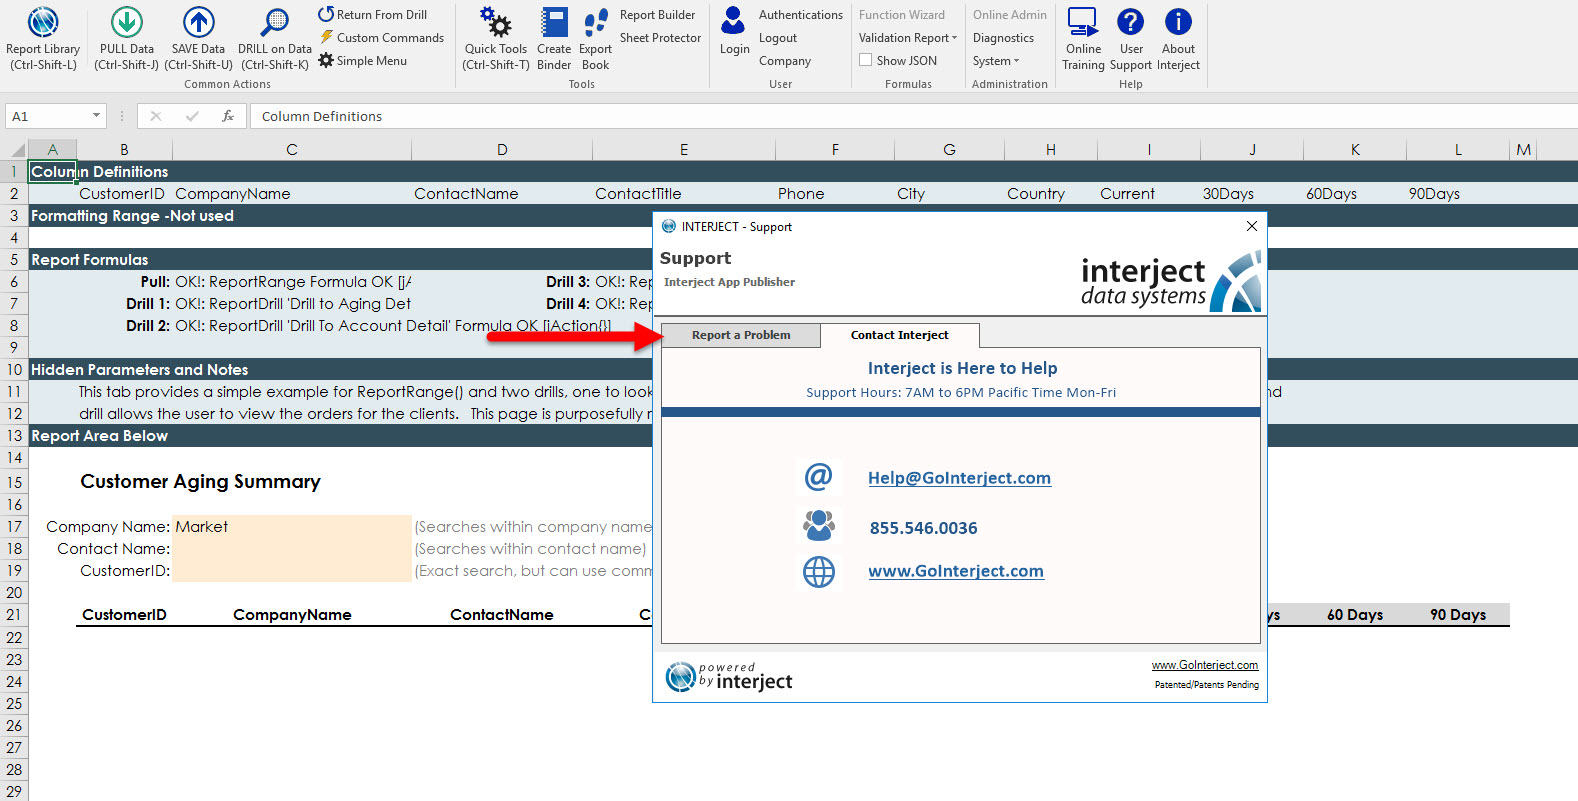 Report Library
(Ctrl-Shift-L)
PULL Data
(Ctrl-Shift-J)
SAVE Data
(Ctrl-Shift-U)
DRILL on Data
(Ctrl-Shift-K)
Return From Drill
Custom Commands
Simple Menu
Common Actions
Quick Tools
(Ctrl-Shift-T)
Create
Binder
Export
Book
Report Builder
Sheet Protector
Tools
Login
Authentications
Logout
Company
User
Function Wizard
Validation Report
Show JSON
Formulas
Online Admin
Diagnostics
System
Administration
Online
Training
User
Support
About
Interject
Help
A1
fx
Column Definitions
A B C D E F G H I J K L M
1 Column Definitions
2 CustomerID CompanyName ContactName ContactTitle Phone City Country Current 30Days 60Days 90Days
3 Formatting Range -Not used
4
5 Report Formulas
6 Pull: OK!: ReportRange Formula OK [jA Drill 3: OK!: Rep
7 Drill 1: OK!: ReportDrill 'Drill to Aging Det Drill 4: OK!: Rep
8 Drill 2: OK!: ReportDrill 'Drill To Account Detail' Formula OK [jAction{}]
9
10 Hidden Parameters and Notes
11 This tab provides a simple example for ReportRange() and two drills, one to look nd
12 drill allows the user to view the orders for the clients. This page is purposefully
13 Report Area Below
14
15 Customer Aging Summary
16
17 Company Name: Market (Searches within company name
18 Contact Name: (Searches within contact name)
19 CustomerID: (Exact search, but can use com
20
21 CustomerID CompanyName ContactName C ys 60 Days 90 Days
22
23
24
25
26
27
28
29
INTERJECT - Support
Support
Interject App Publisher
interject
data systems
Report a Problem
Contact Interject
Interject is Here to Help
Support Hours: 7AM to 6PM Pacific Time Mon-Fri
@
Help@GoInterject.com
855.546.0036
www.GoInterject.com
powered
by interject
www.GoInterject.com
Patented/Patents Pending